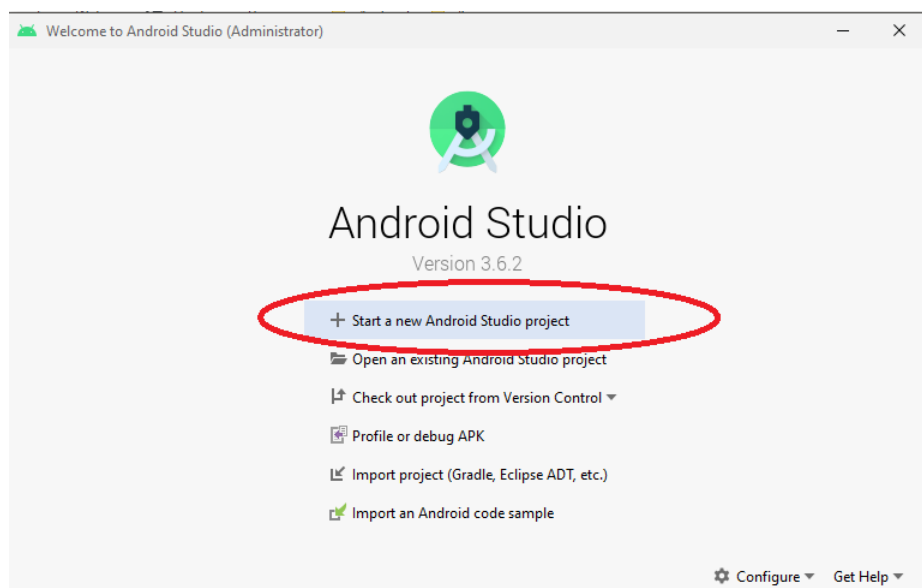 Welcome to Android Studio (Administrator)
Android Studio
Version 3.6.2
Start a new Android Studio project
Open an existing Android Studio project
Check out project from Version Control
Profile or debug APK
Import project (Gradle, Eclipse ADT, etc.)
Import an Android code sample
Configure Get Help